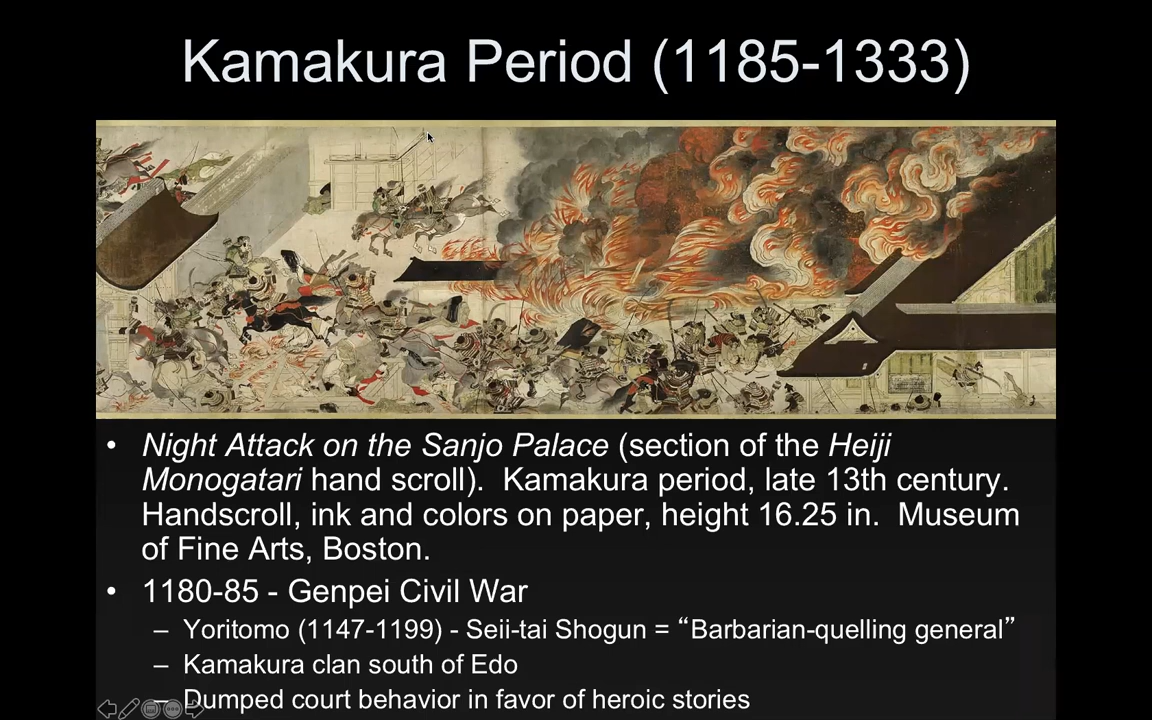 Kamakura Period (1185-1333)
• Night Attack on the Sanjo Palace (section of the Heiji
Monogatari hand scroll).  Kamakura period, late 13th century.
Handscroll, ink and colors on paper, height 16.25 in.  Museum
of Fine Arts, Boston.
• 1180-85 - Genpei Civil War
– Yoritomo (1147-1199) - Seii-tai Shogun = “Barbarian-quelling general”
– Kamakura clan south of Edo
– Dumped court behavior in favor of heroic stories